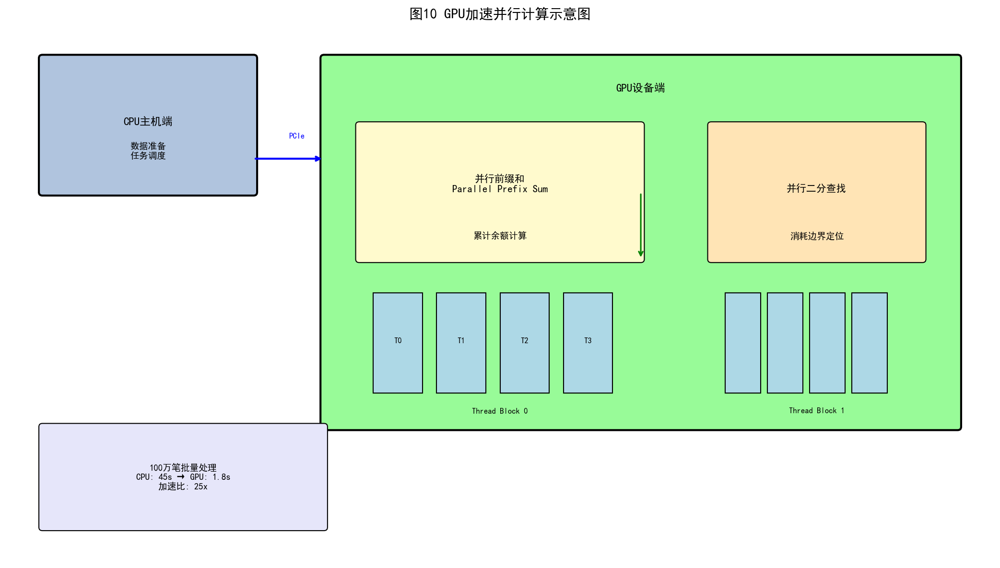 图10 GPU加速并行计算示意图
GPU设备端
CPU主机端
数据准备
任务调度
PCIe
并行前缀和
Parallel Prefix Sum
累计余额计算
并行二分查找
消耗边界定位
T0
T1
T2
T3
Thread Block 0
Thread Block 1
100万笔批量处理
CPU: 45s → GPU: 1.8s
加速比: 25x